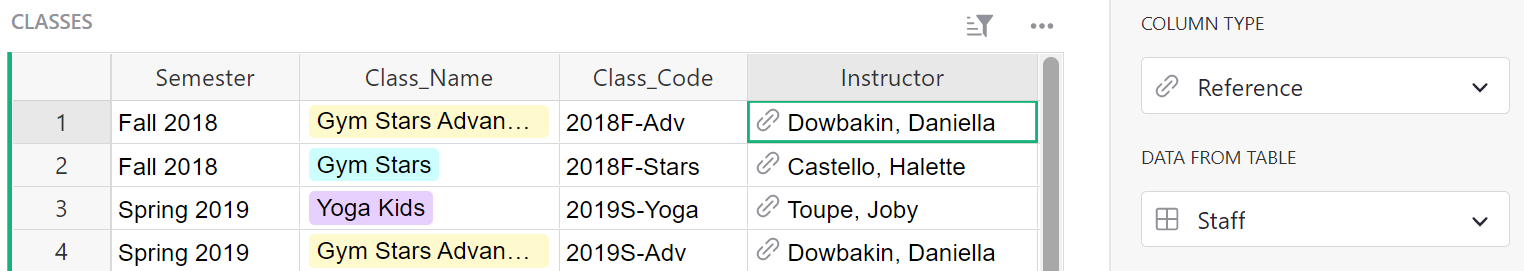 CLASSES
Semester Class_Name Class_Code Instructor
1 Fall 2018 Gym Stars Advan... 2018F-Adv Dowbakin, Daniella
2 Fall 2018 Gym Stars 2018F-Stars Castello, Halette
3 Spring 2019 Yoga Kids 2019S-Yoga Toupe, Joby
4 Spring 2019 Gym Stars Advan... 2019S-Adv Dowbakin, Daniella
COLUMN TYPE
Reference
DATA FROM TABLE
Staff